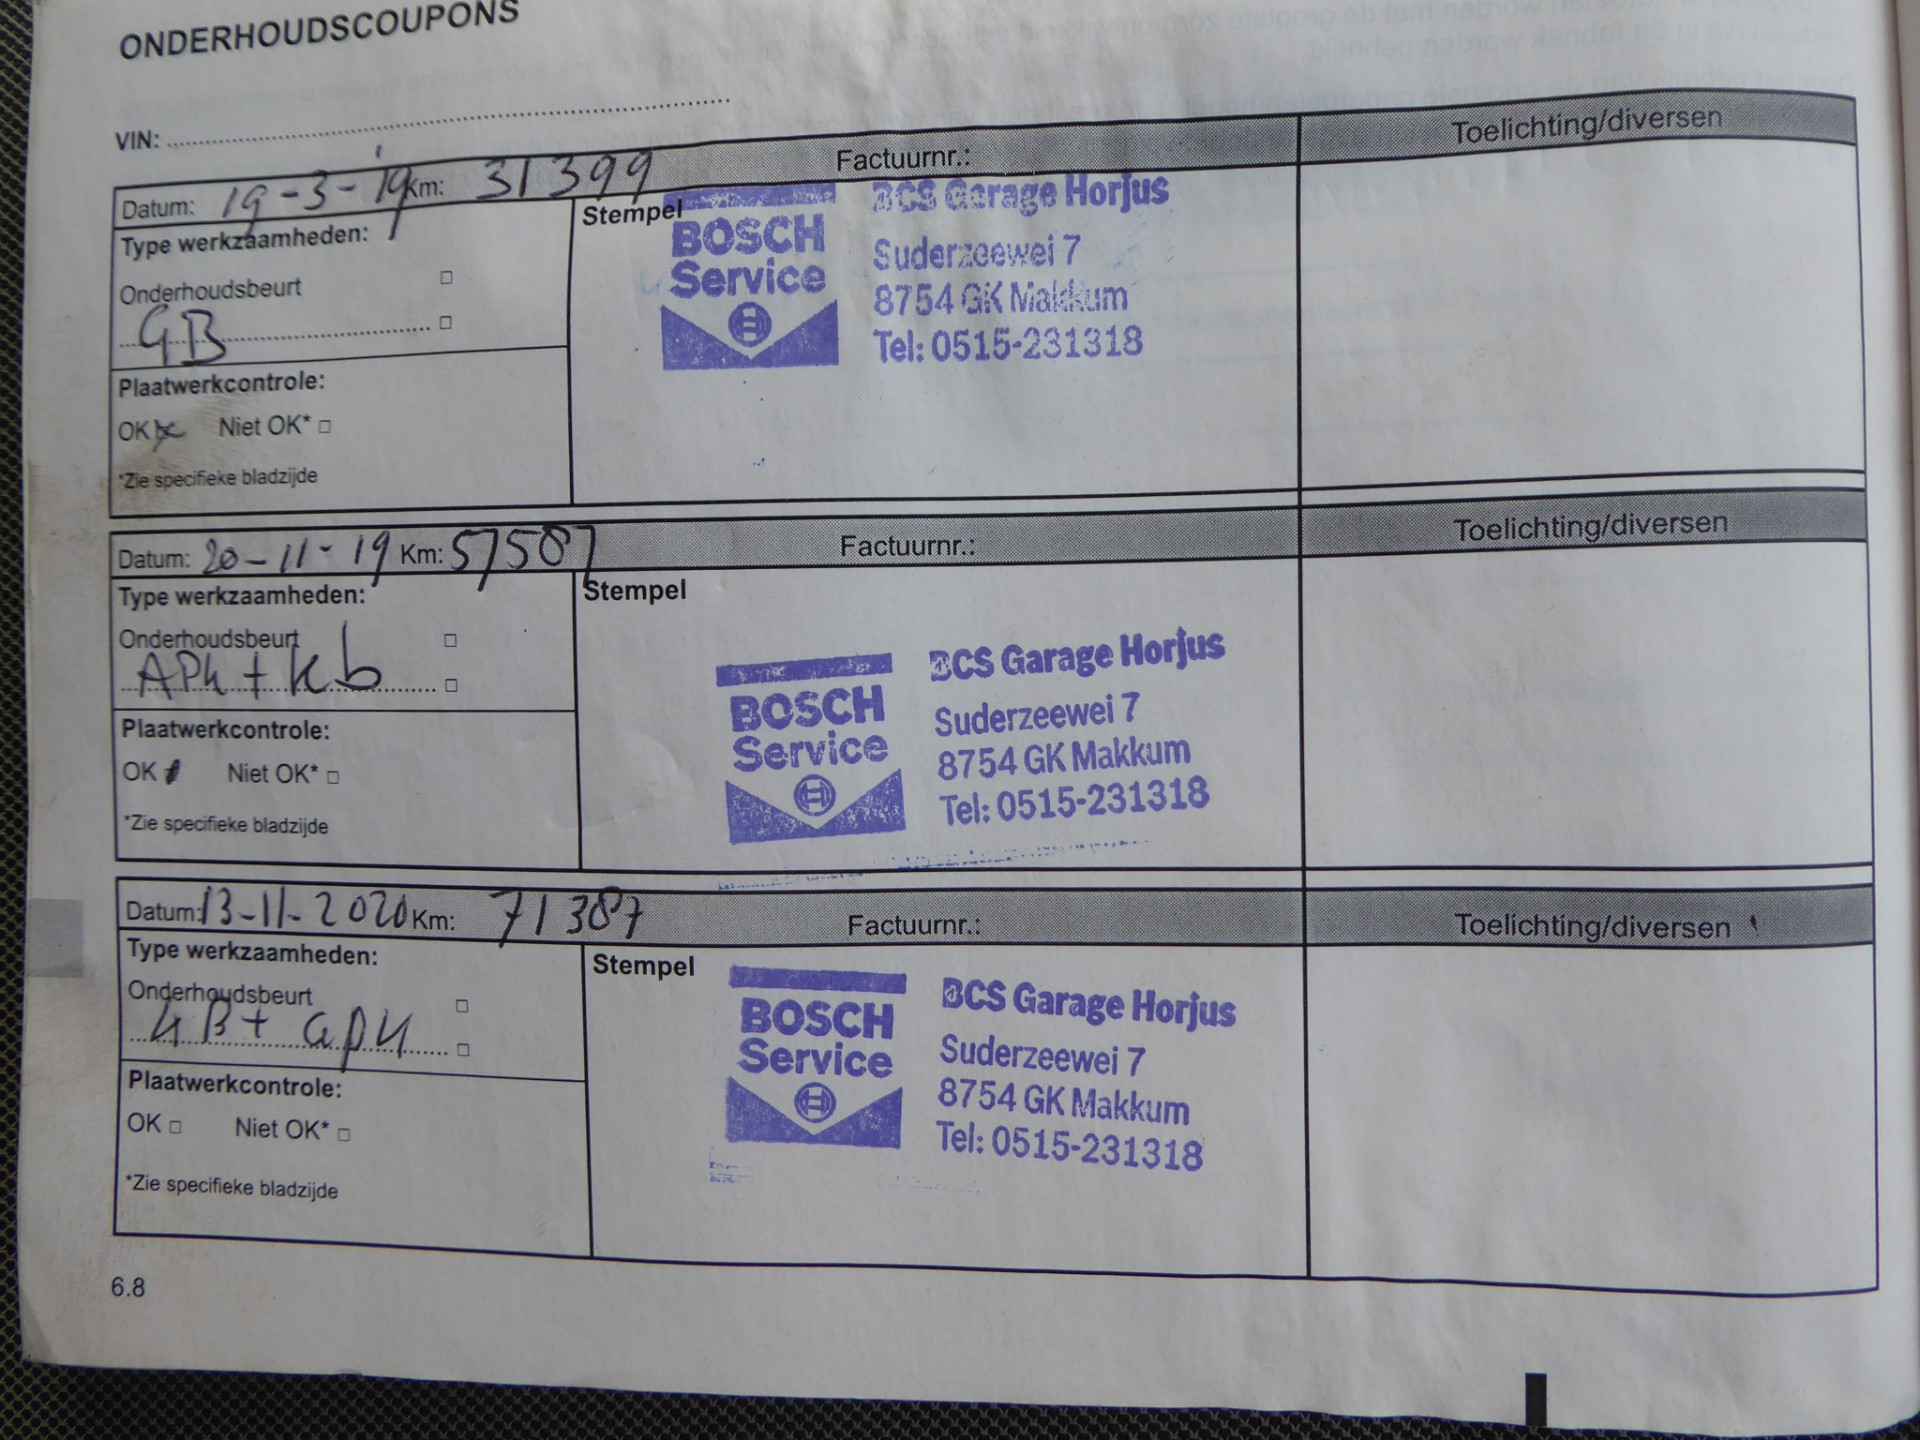 ONDERHOUDSCOUPONS
VIN:
Datum: 19-3-19 Km: 31399 Factuurnr.: Toelichting/diversen
Type werkzaamheden:
Onderhoudsbeurt □
GB □
Plaatwerkcontrole:
OK Niet OK* □
*Zie specifieke bladzijde
Stempel
BOSCH
Service
BCS Garage Horjus
Suderzeewei 7
8754 GK Makkum
Tel: 0515-231318
Datum: 20-11-19 Km: 57587 Factuurnr.: Toelichting/diversen
Type werkzaamheden:
Onderhoudsbeurt □
APK + kb □
Plaatwerkcontrole:
OK Niet OK* □
*Zie specifieke bladzijde
Stempel
BOSCH
Service
BCS Garage Horjus
Suderzeewei 7
8754 GK Makkum
Tel: 0515-231318
Datum: 13-11-2020 Km: 71387 Factuurnr.: Toelichting/diversen
Type werkzaamheden:
Onderhoudsbeurt □
GB + apk □
Plaatwerkcontrole:
OK □ Niet OK* □
*Zie specifieke bladzijde
Stempel
BOSCH
Service
BCS Garage Horjus
Suderzeewei 7
8754 GK Makkum
Tel: 0515-231318
6.8